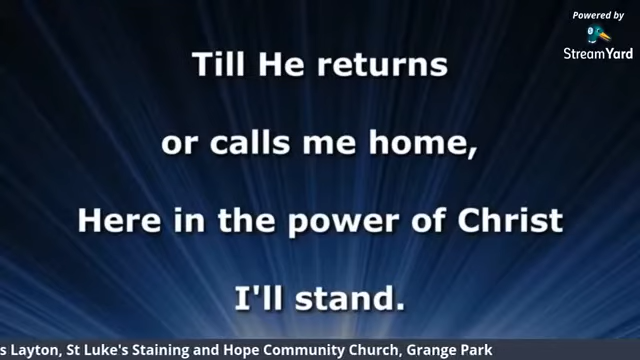 Powered by
StreamYard
Till He returns
or calls me home,
Here in the power of Christ
I'll stand.
s Layton, St Luke's Staining and Hope Community Church, Grange Park